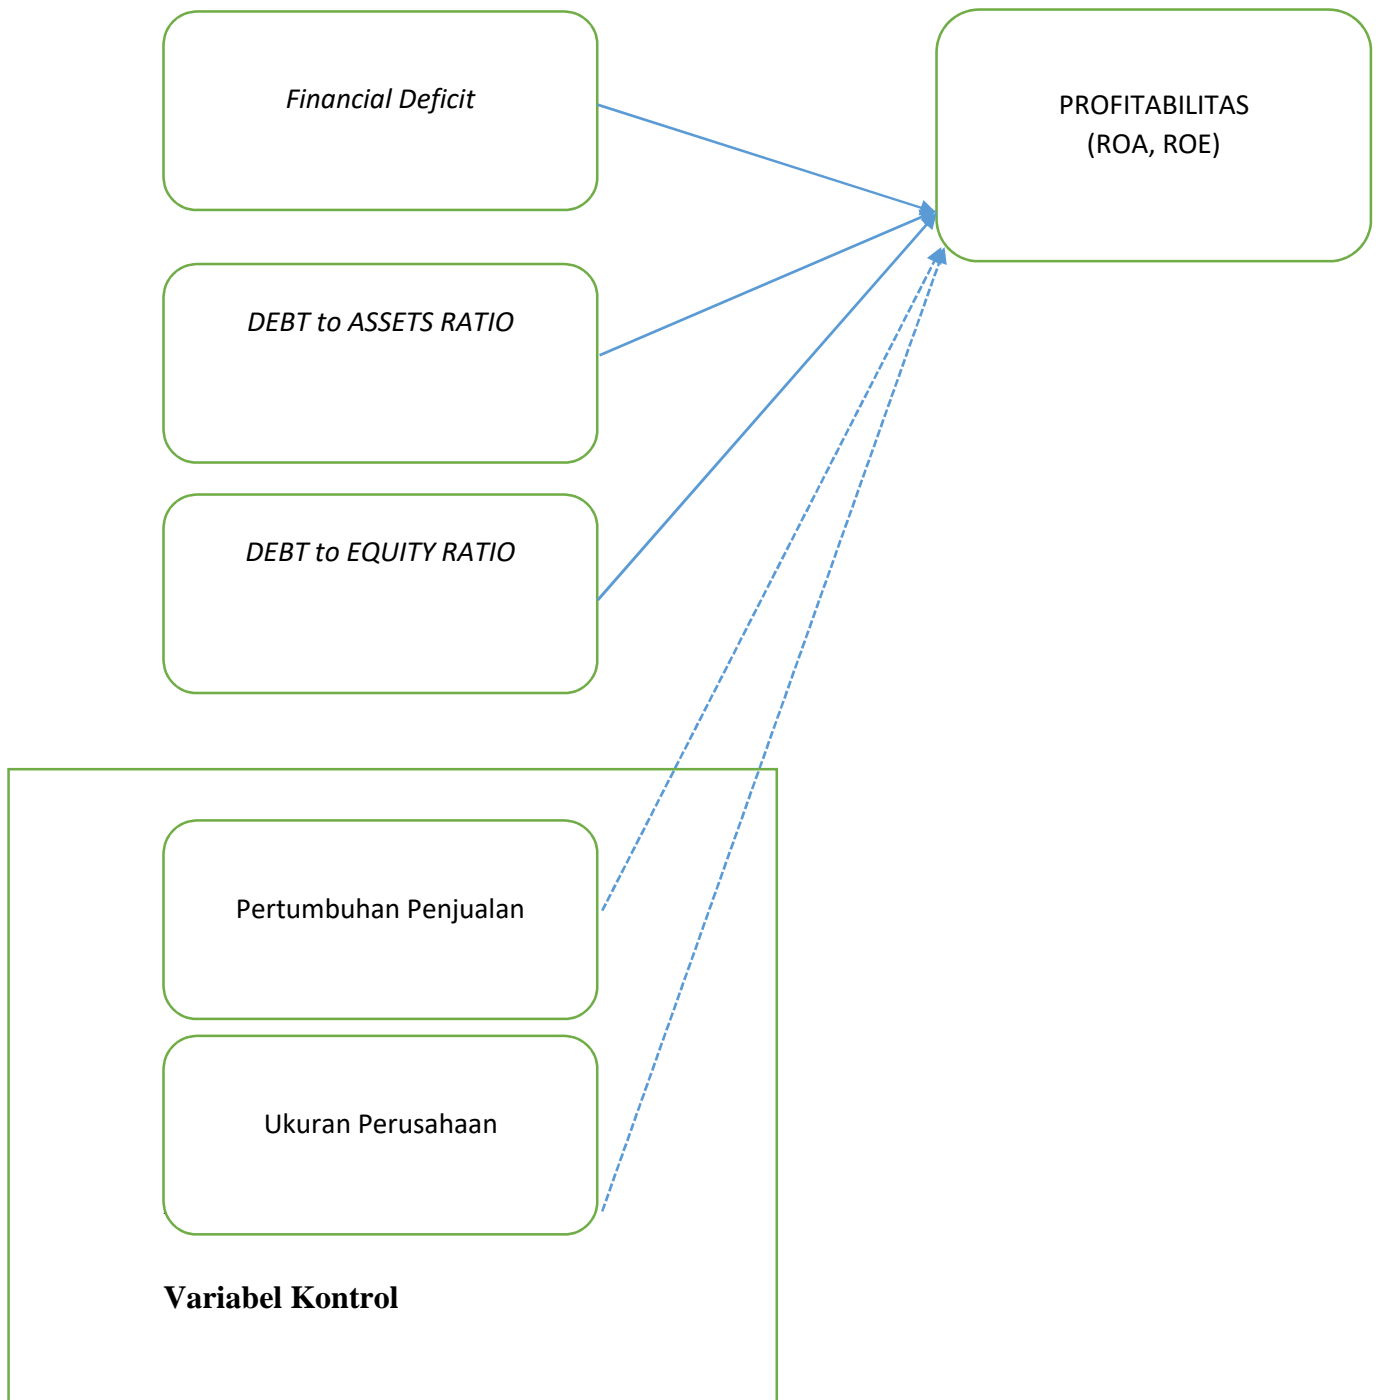 Financial Deficit
PROFITABILITAS
(ROA, ROE)
DEBT to ASSETS RATIO
DEBT to EQUITY RATIO
Pertumbuhan Penjualan
Ukuran Perusahaan
Variabel Kontrol